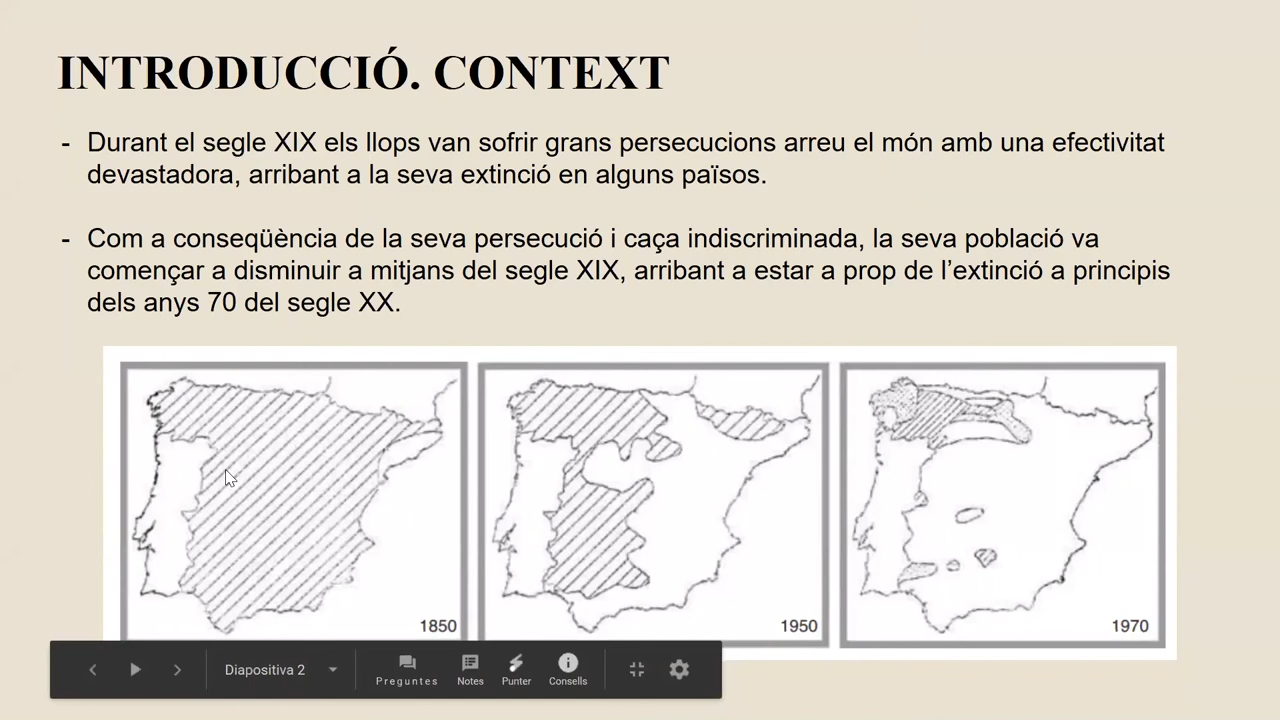 INTRODUCCIÓ. CONTEXT
- Durant el segle XIX els llops van sofrir grans persecucions arreu el món amb una efectivitat
devastadora, arribant a la seva extinció en alguns països.
- Com a conseqüència de la seva persecució i caça indiscriminada, la seva població va
començar a disminuir a mitjans del segle XIX, arribant a estar a prop de l’extinció a principis
dels anys 70 del segle XX.
1850
1950
1970
Diapositiva 2
Preguntes
Notes
Punter
Consells